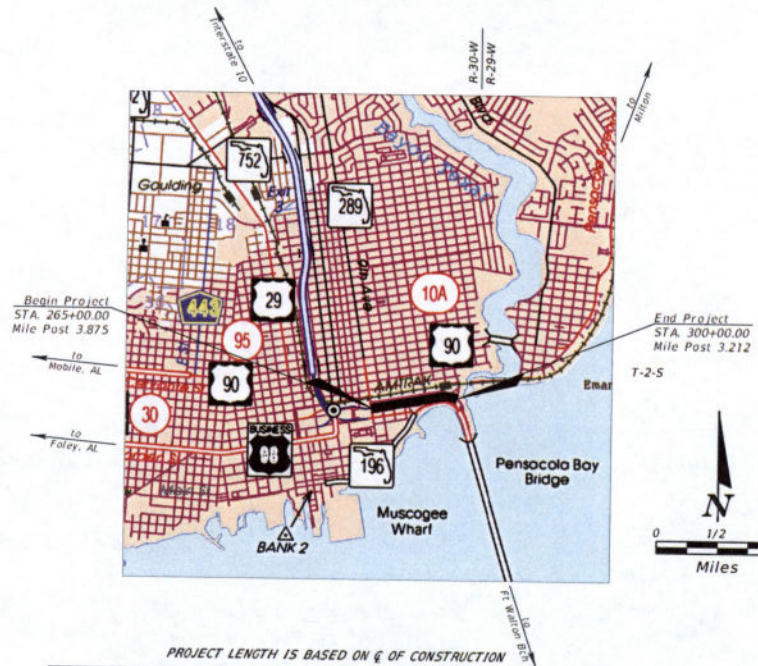 to
Interstate 10
R-30-W
R-29-W
to
Milton
Bayou
752
Goulding
Exit
17
18
289
9th Ave
443
29
10A
Begin Project
STA. 265+00.00
Mile Post 3.875
95
90
End Project
STA. 300+00.00
Mile Post 3.212
to
Mobile, AL
90
AMTRAK
T-2-S
30
BUSINESS
98
to
Foley, AL
196
Pensacola Bay
Bridge
Muscogee
Wharf
BANK 2
N
0 1/2
Miles
to
Ft Walton Bch
PROJECT LENGTH IS BASED ON ℄ OF CONSTRUCTION